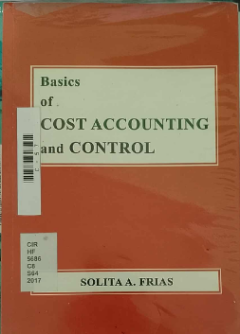 Basics
of
COST ACCOUNTING
and CONTROL
CIR
HF
5686
C8
S64
2017
SOLITA A. FRIAS